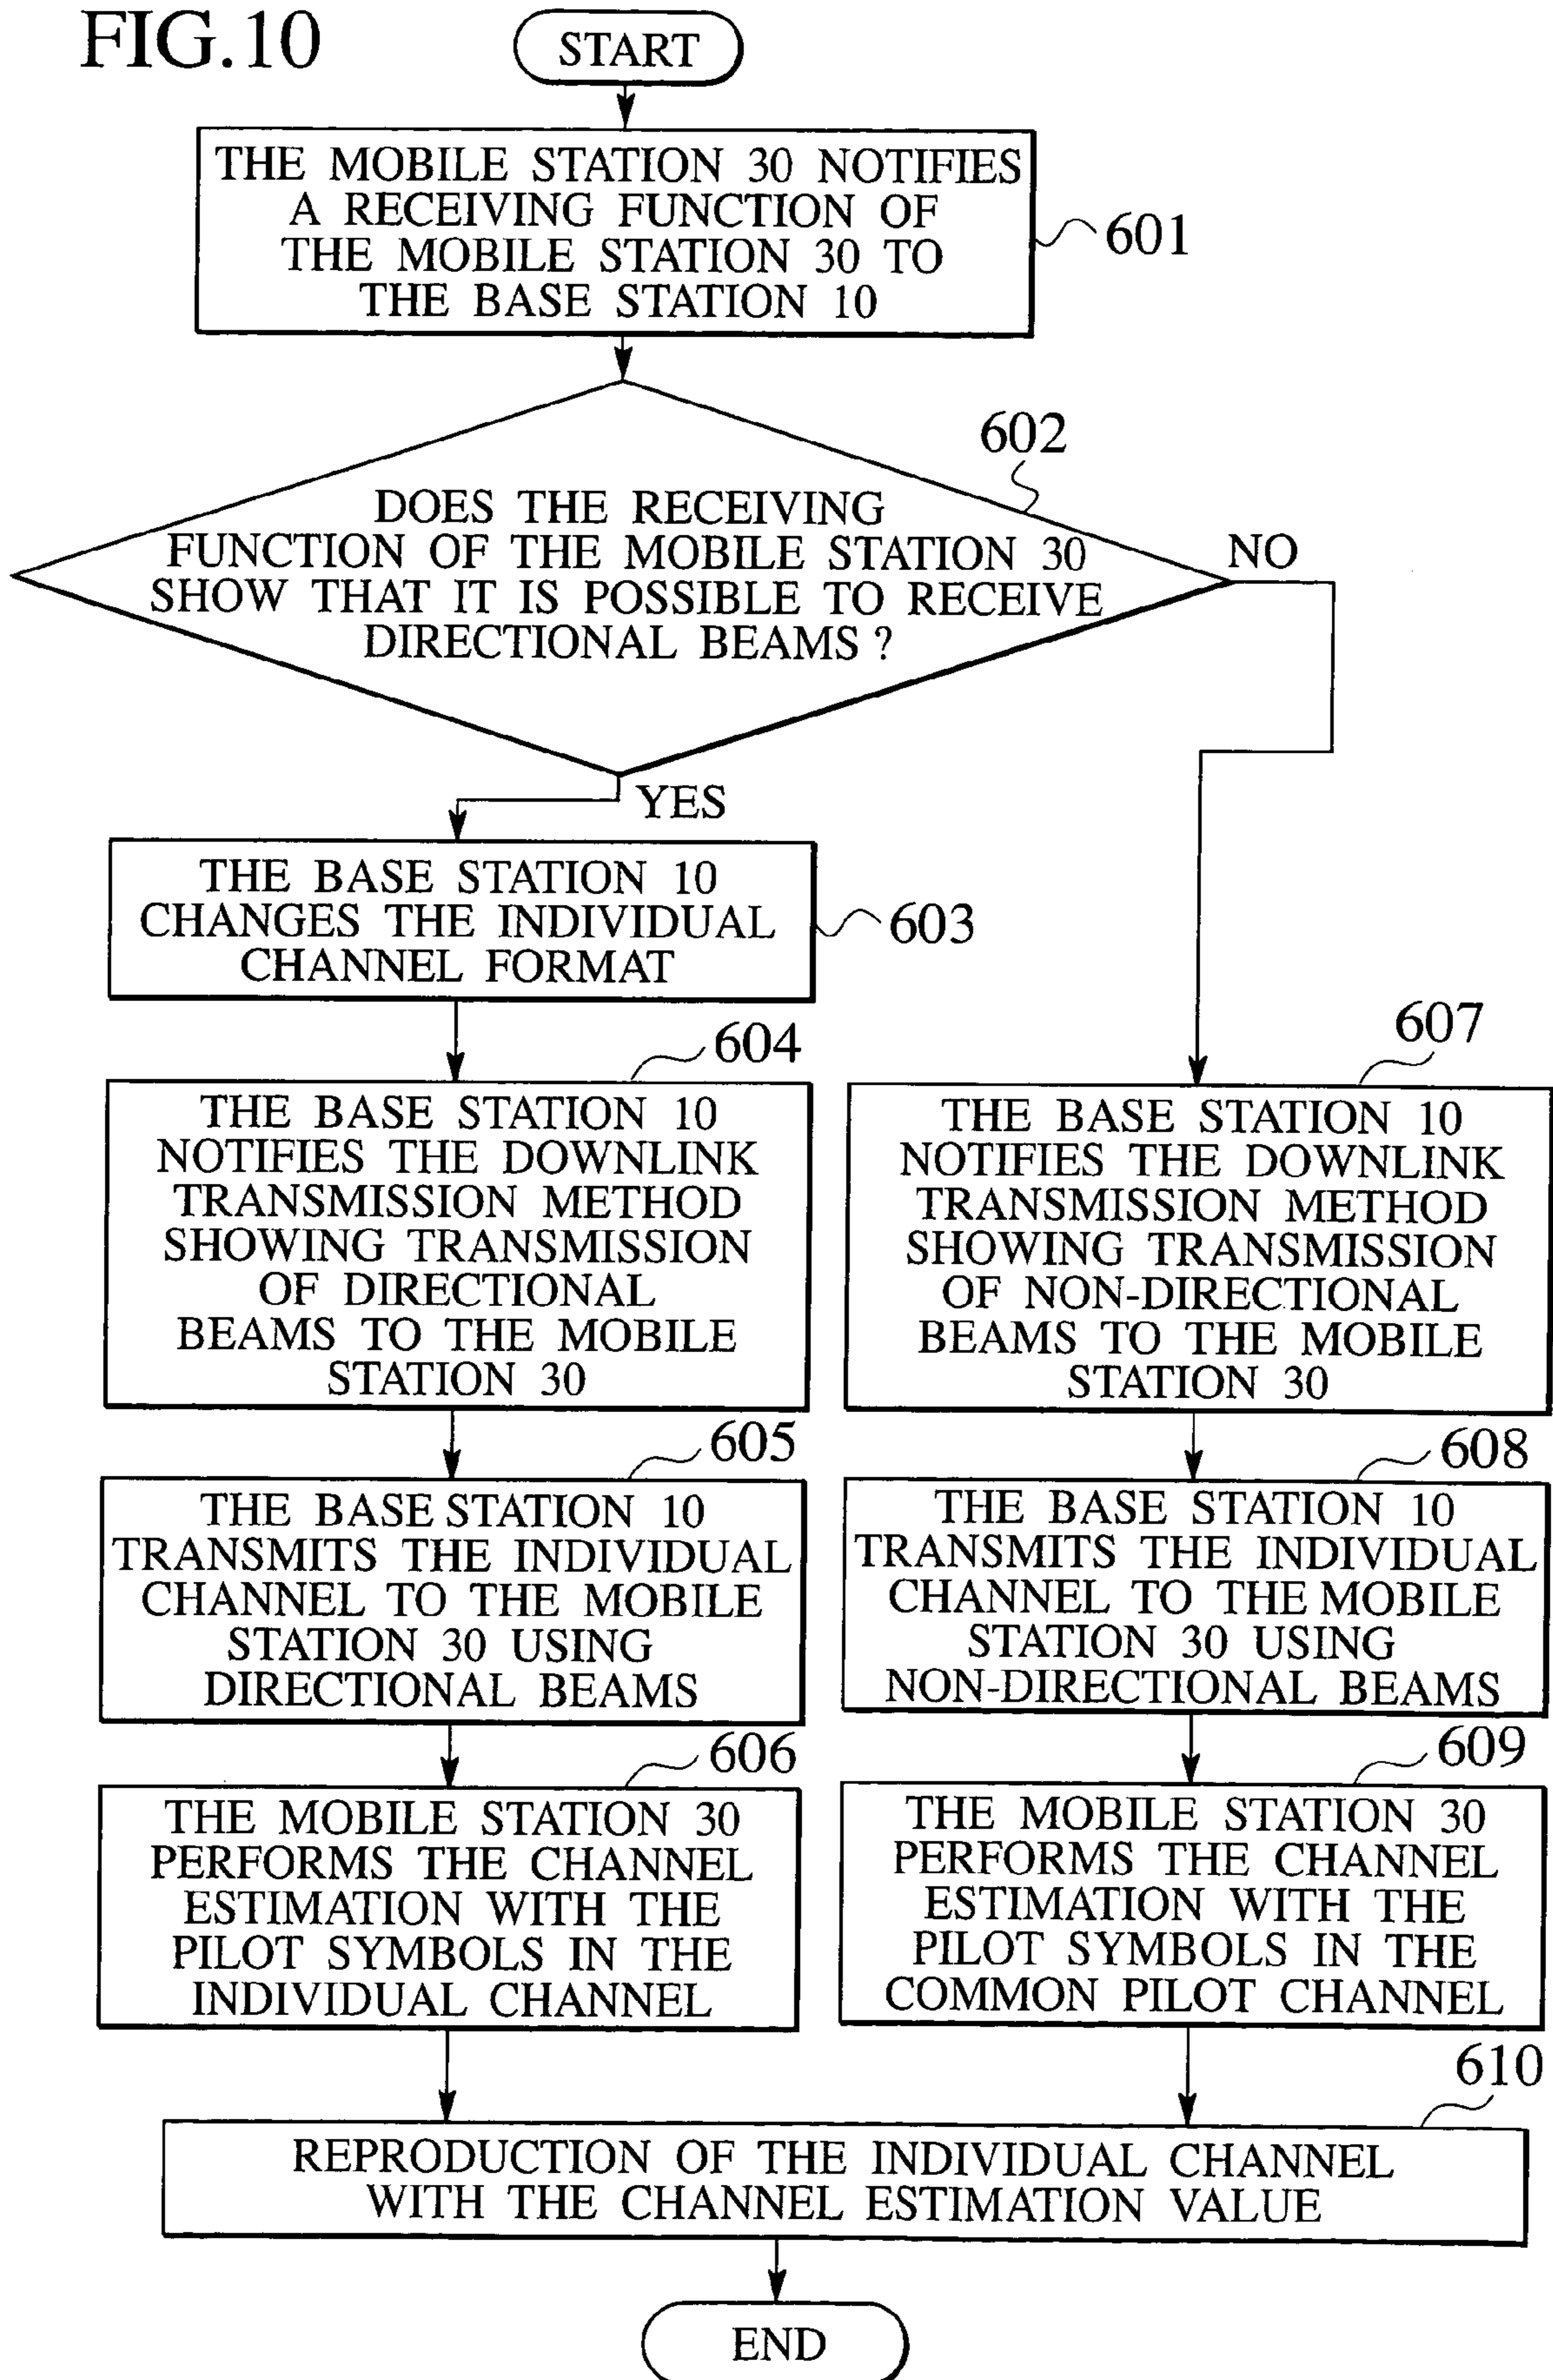 FIG.10
START
THE MOBILE STATION 30 NOTIFIES
A RECEIVING FUNCTION OF
THE MOBILE STATION 30 TO
THE BASE STATION 10
601
602
DOES THE RECEIVING
FUNCTION OF THE MOBILE STATION 30
SHOW THAT IT IS POSSIBLE TO RECEIVE
DIRECTIONAL BEAMS ?
NO
YES
THE BASE STATION 10
CHANGES THE INDIVIDUAL
CHANNEL FORMAT
603
604
THE BASE STATION 10
NOTIFIES THE DOWNLINK
TRANSMISSION METHOD
SHOWING TRANSMISSION
OF DIRECTIONAL
BEAMS TO THE MOBILE
STATION 30
607
THE BASE STATION 10
NOTIFIES THE DOWNLINK
TRANSMISSION METHOD
SHOWING TRANSMISSION
OF NON-DIRECTIONAL
BEAMS TO THE MOBILE
STATION 30
605
THE BASE STATION 10
TRANSMITS THE INDIVIDUAL
CHANNEL TO THE MOBILE
STATION 30 USING
DIRECTIONAL BEAMS
608
THE BASE STATION 10
TRANSMITS THE INDIVIDUAL
CHANNEL TO THE MOBILE
STATION 30 USING
NON-DIRECTIONAL BEAMS
606
THE MOBILE STATION 30
PERFORMS THE CHANNEL
ESTIMATION WITH THE
PILOT SYMBOLS IN THE
INDIVIDUAL CHANNEL
609
THE MOBILE STATION 30
PERFORMS THE CHANNEL
ESTIMATION WITH THE
PILOT SYMBOLS IN THE
COMMON PILOT CHANNEL
610
REPRODUCTION OF THE INDIVIDUAL CHANNEL
WITH THE CHANNEL ESTIMATION VALUE
END